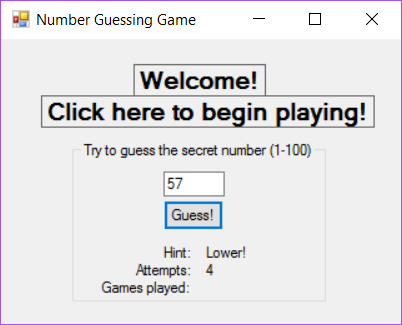 Number Guessing Game
Welcome!
Click here to begin playing!
Try to guess the secret number (1-100)
57
Guess!
Hint: Lower!
Attempts: 4
Games played: